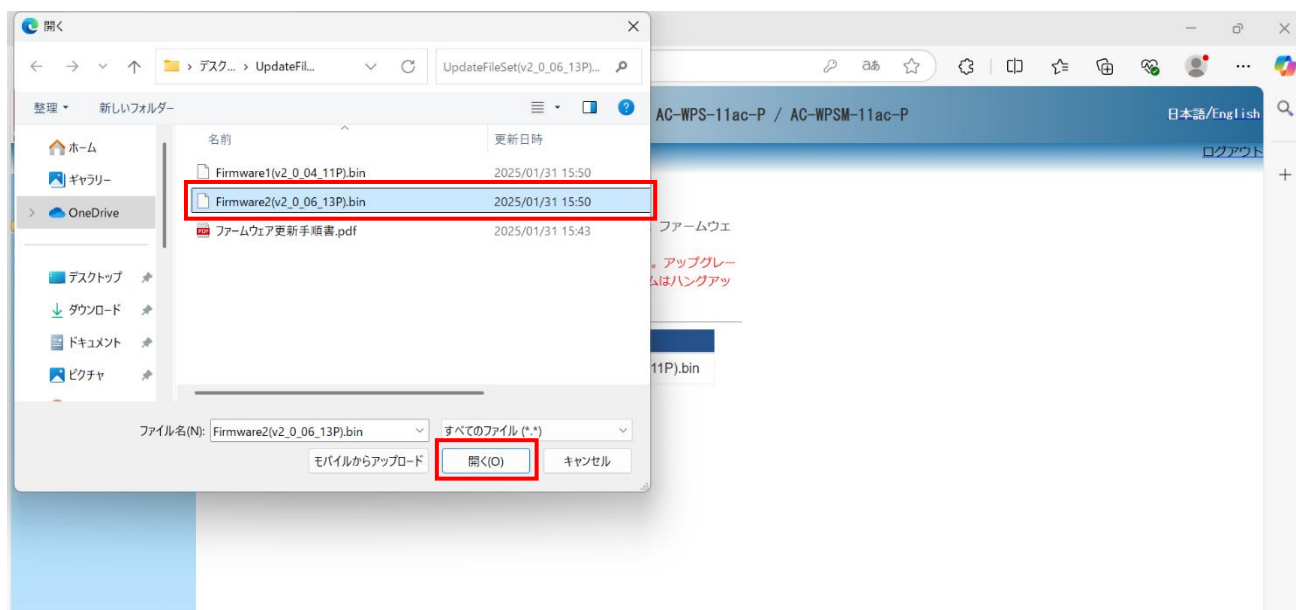 開く
デスク... › UpdateFil...
UpdateFileSet(v2_0_06_13P)...
整理
新しいフォルダー
AC-WPS-11ac-P / AC-WPSM-11ac-P
日本語/English
ログアウト
名前
更新日時
ホーム
ギャラリー
OneDrive
デスクトップ
ダウンロード
ドキュメント
ピクチャ
Firmware1(v2_0_04_11P).bin
2025/01/31 15:50
Firmware2(v2_0_06_13P).bin
2025/01/31 15:50
ファームウェア更新手順書.pdf
2025/01/31 15:43
ファームウェ
。アップグレー
ムはハングアッ
11P).bin
ファイル名(N):
Firmware2(v2_0_06_13P).bin
すべてのファイル (*.*)
モバイルからアップロード
開く(O)
キャンセル